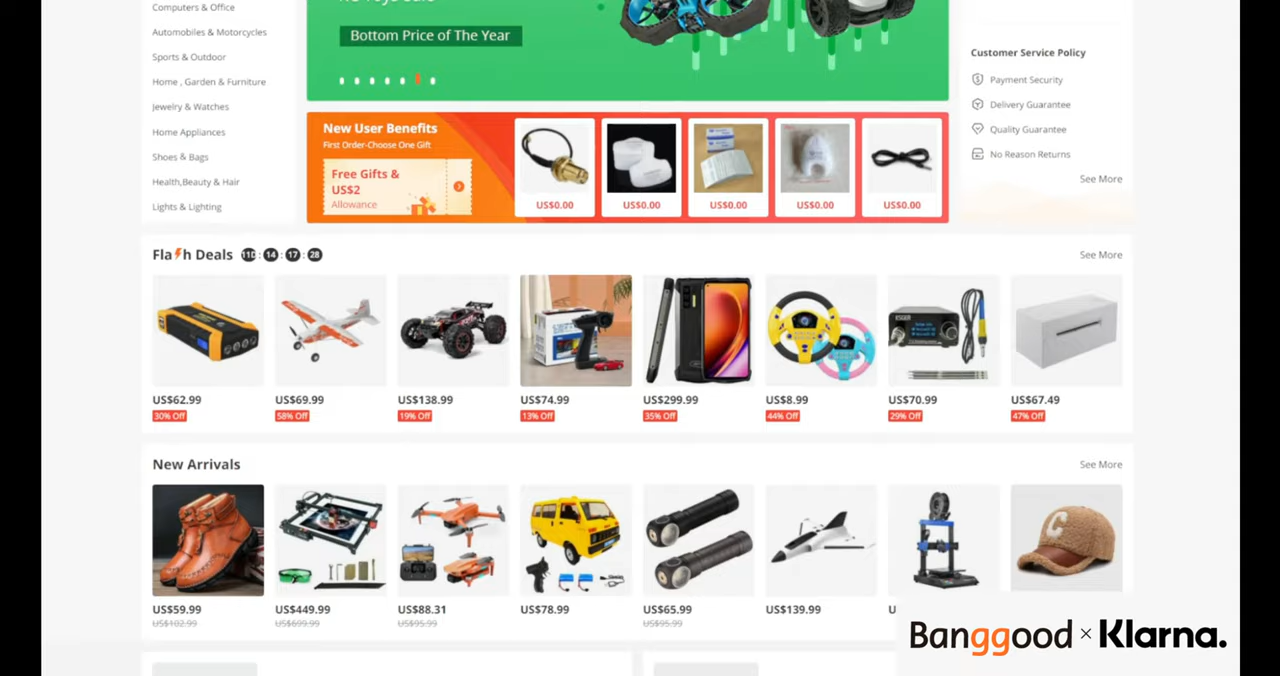 Computers & Office
Automobiles & Motorcycles
Sports & Outdoor
Home , Garden & Furniture
Jewelry & Watches
Home Appliances
Shoes & Bags
Health,Beauty & Hair
Lights & Lighting
Bottom Price of The Year
New User Benefits
First Order-Choose One Gift
Free Gifts &
US$2
Allowance
US$0.00
US$0.00
US$0.00
US$0.00
US$0.00
Customer Service Policy
Payment Security
Delivery Guarantee
Quality Guarantee
No Reason Returns
See More
Flash Deals 11D : 14 : 17 : 28
See More
US$62.99
30% Off
US$69.99
58% Off
US$138.99
19% Off
US$74.99
13% Off
US$299.99
35% Off
US$8.99
44% Off
US$70.99
29% Off
US$67.49
47% Off
New Arrivals
See More
C
US$59.99
US$102.99
US$449.99
US$699.99
US$88.31
US$95.99
US$78.99
US$65.99
US$95.99
US$139.99
Banggood × Klarna.